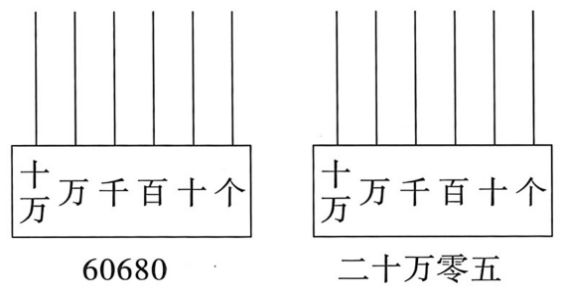 十万 万 千 百 十 个
十万 万 千 百 十 个
60680
二十万零五